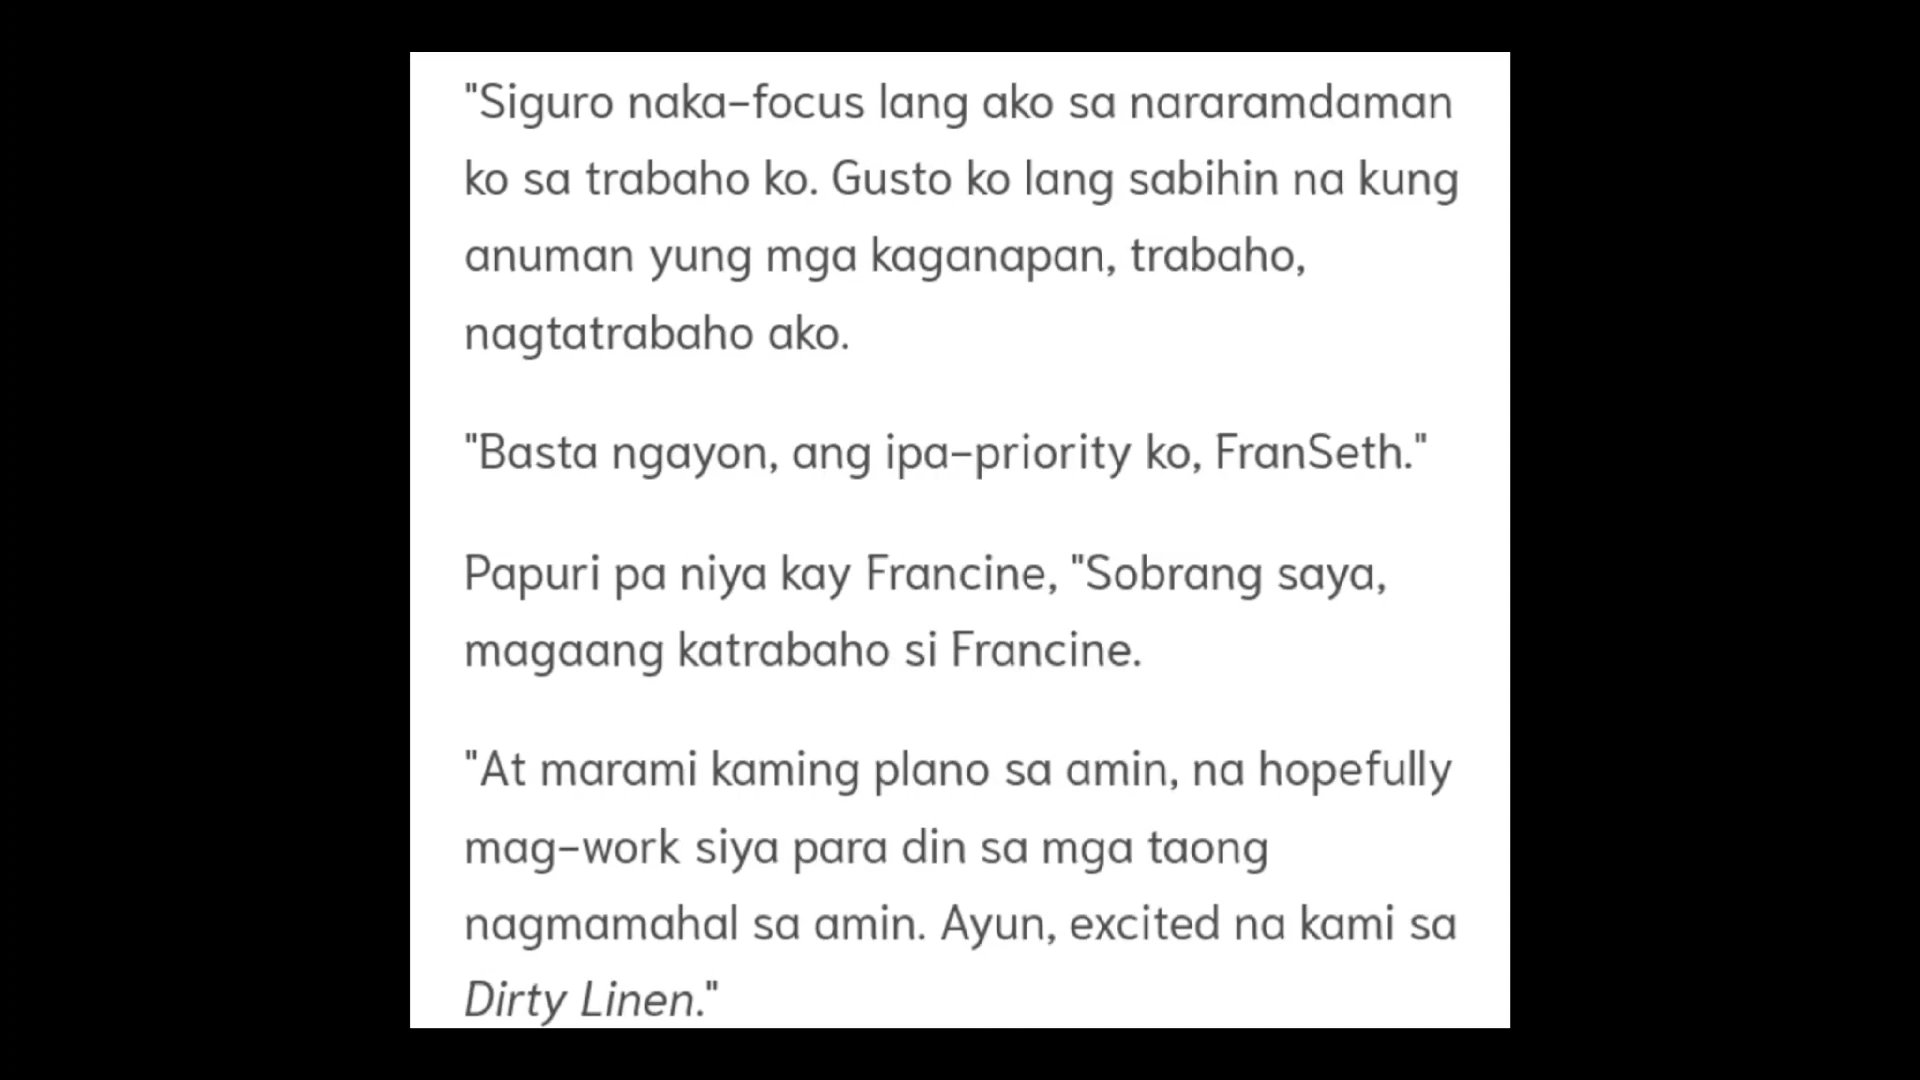 "Siguro naka-focus lang ako sa nararamdaman
ko sa trabaho ko. Gusto ko lang sabihin na kung
anuman yung mga kaganapan, trabaho,
nagtatrabaho ako.
"Basta ngayon, ang ipa-priority ko, FranSeth."
Papuri pa niya kay Francine, "Sobrang saya,
magaang katrabaho si Francine.
"At marami kaming plano sa amin, na hopefully
mag-work siya para din sa mga taong
nagmamahal sa amin. Ayun, excited na kami sa
Dirty Linen."